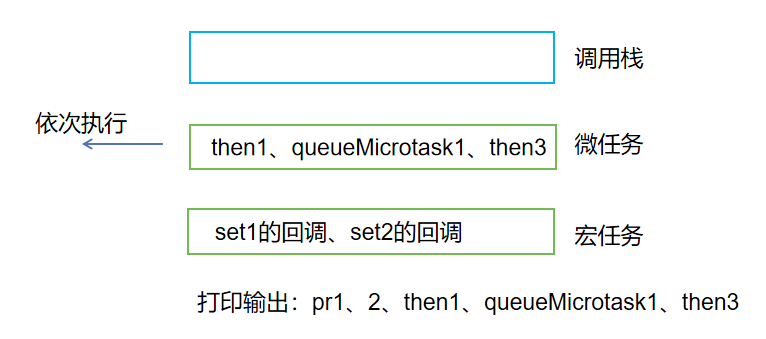 调用栈
依次执行
then1、queueMicrotask1、then3
微任务
set1的回调、set2的回调
宏任务
打印输出：pr1、2、then1、queueMicrotask1、then3